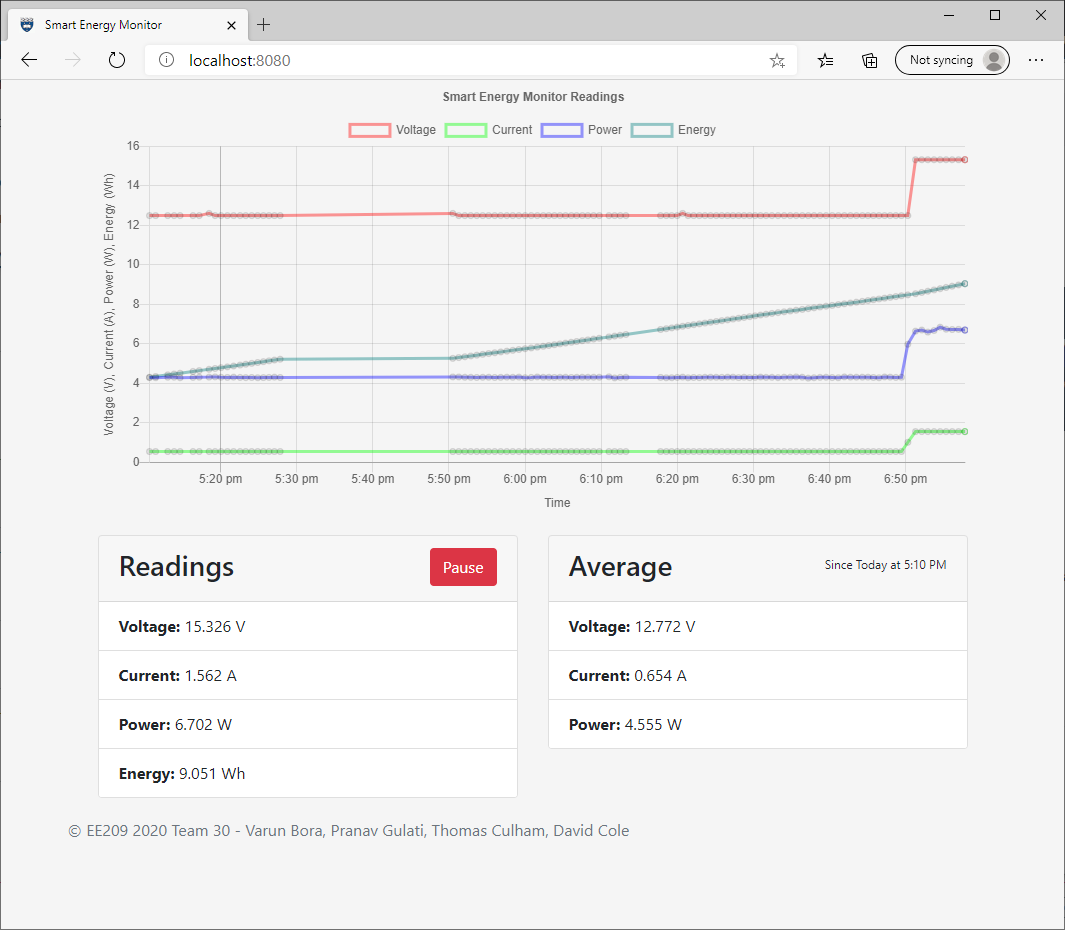 Smart Energy Monitor
localhost:8080
Not syncing
Smart Energy Monitor Readings
Voltage Current Power Energy
Voltage (V), Current (A), Power (W), Energy (Wh)
16
14
12
10
8
6
4
2
0
5:20 pm 5:30 pm 5:40 pm 5:50 pm 6:00 pm 6:10 pm 6:20 pm 6:30 pm 6:40 pm 6:50 pm
Time
Readings
Pause
Voltage: 15.326 V
Current: 1.562 A
Power: 6.702 W
Energy: 9.051 Wh
Average
Since Today at 5:10 PM
Voltage: 12.772 V
Current: 0.654 A
Power: 4.555 W
© EE209 2020 Team 30 - Varun Bora, Pranav Gulati, Thomas Culham, David Cole